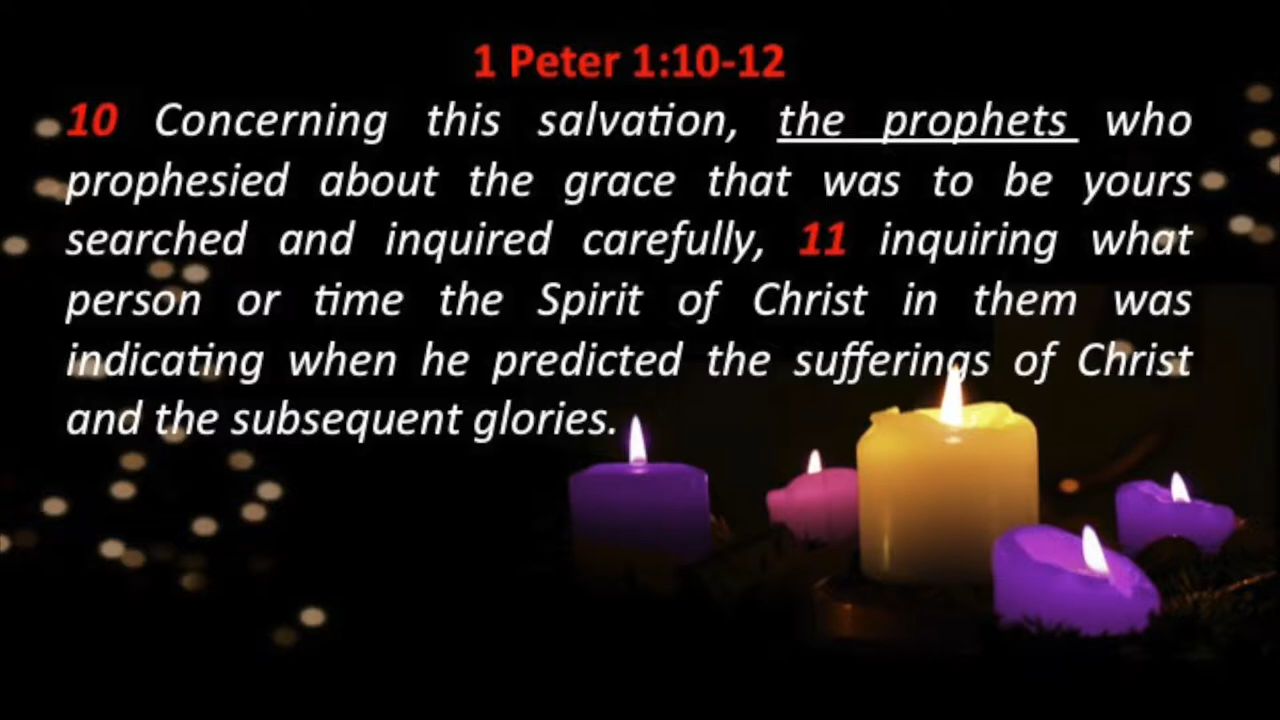 1 Peter 1:10-12
10 Concerning this salvation, the prophets who
prophesied about the grace that was to be yours
searched and inquired carefully, 11 inquiring what
person or time the Spirit of Christ in them was
indicating when he predicted the sufferings of Christ
and the subsequent glories.